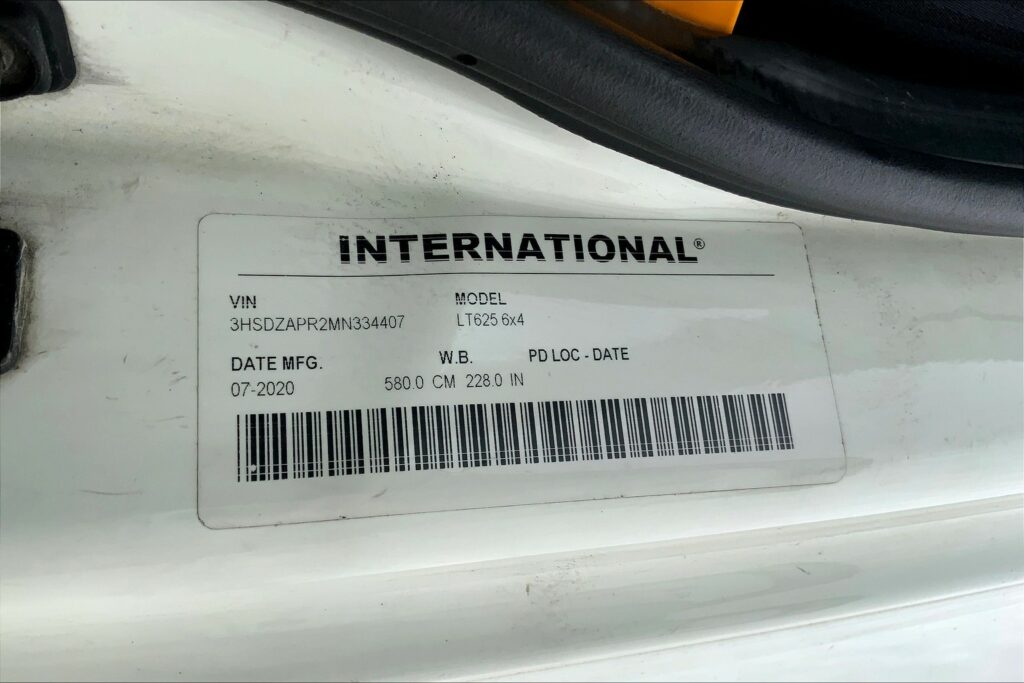 INTERNATIONAL®
VIN MODEL
3HSDZAPR2MN334407 LT625 6x4
DATE MFG. W.B. PD LOC - DATE
07-2020 580.0 CM 228.0 IN